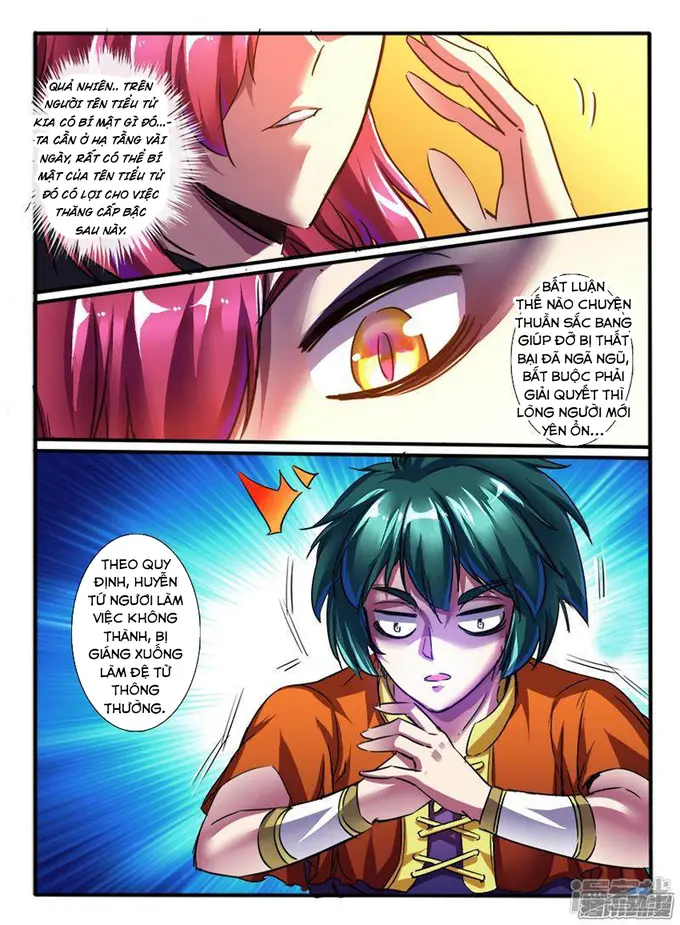 QUẢ NHIÊN.. TRÊN
NGƯỜI TÊN TIỂU TỬ
KIA CÓ BÍ MẬT GÌ ĐÓ...-
TA CẦN Ở HẠ TẦNG VÀI
NGÀY, RẤT CÓ THỂ BÍ
MẬT CỦA TÊN TIỂU TỬ
ĐÓ CÓ LỢI CHO VIỆC
THĂNG CẤP BẬC
SAU NÀY.
BẤT LUẬN
THẾ NÀO CHUYỆN
THUẪN SẮC BANG
GIÚP ĐỠ BỊ THẤT
BẠI ĐÃ NGÃ NGŨ,
BẮT BUỘC PHẢI
GIẢI QUYẾT THÌ
LÒNG NGƯỜI MỚI
YÊN ỔN...
THEO QUY
ĐỊNH, HUYỄN
TỨ NGƯƠI LÀM
VIỆC KHÔNG
THÀNH, BỊ
GIÁNG XUỐNG
LÀM ĐỆ TỬ
THÔNG
THƯỜNG.